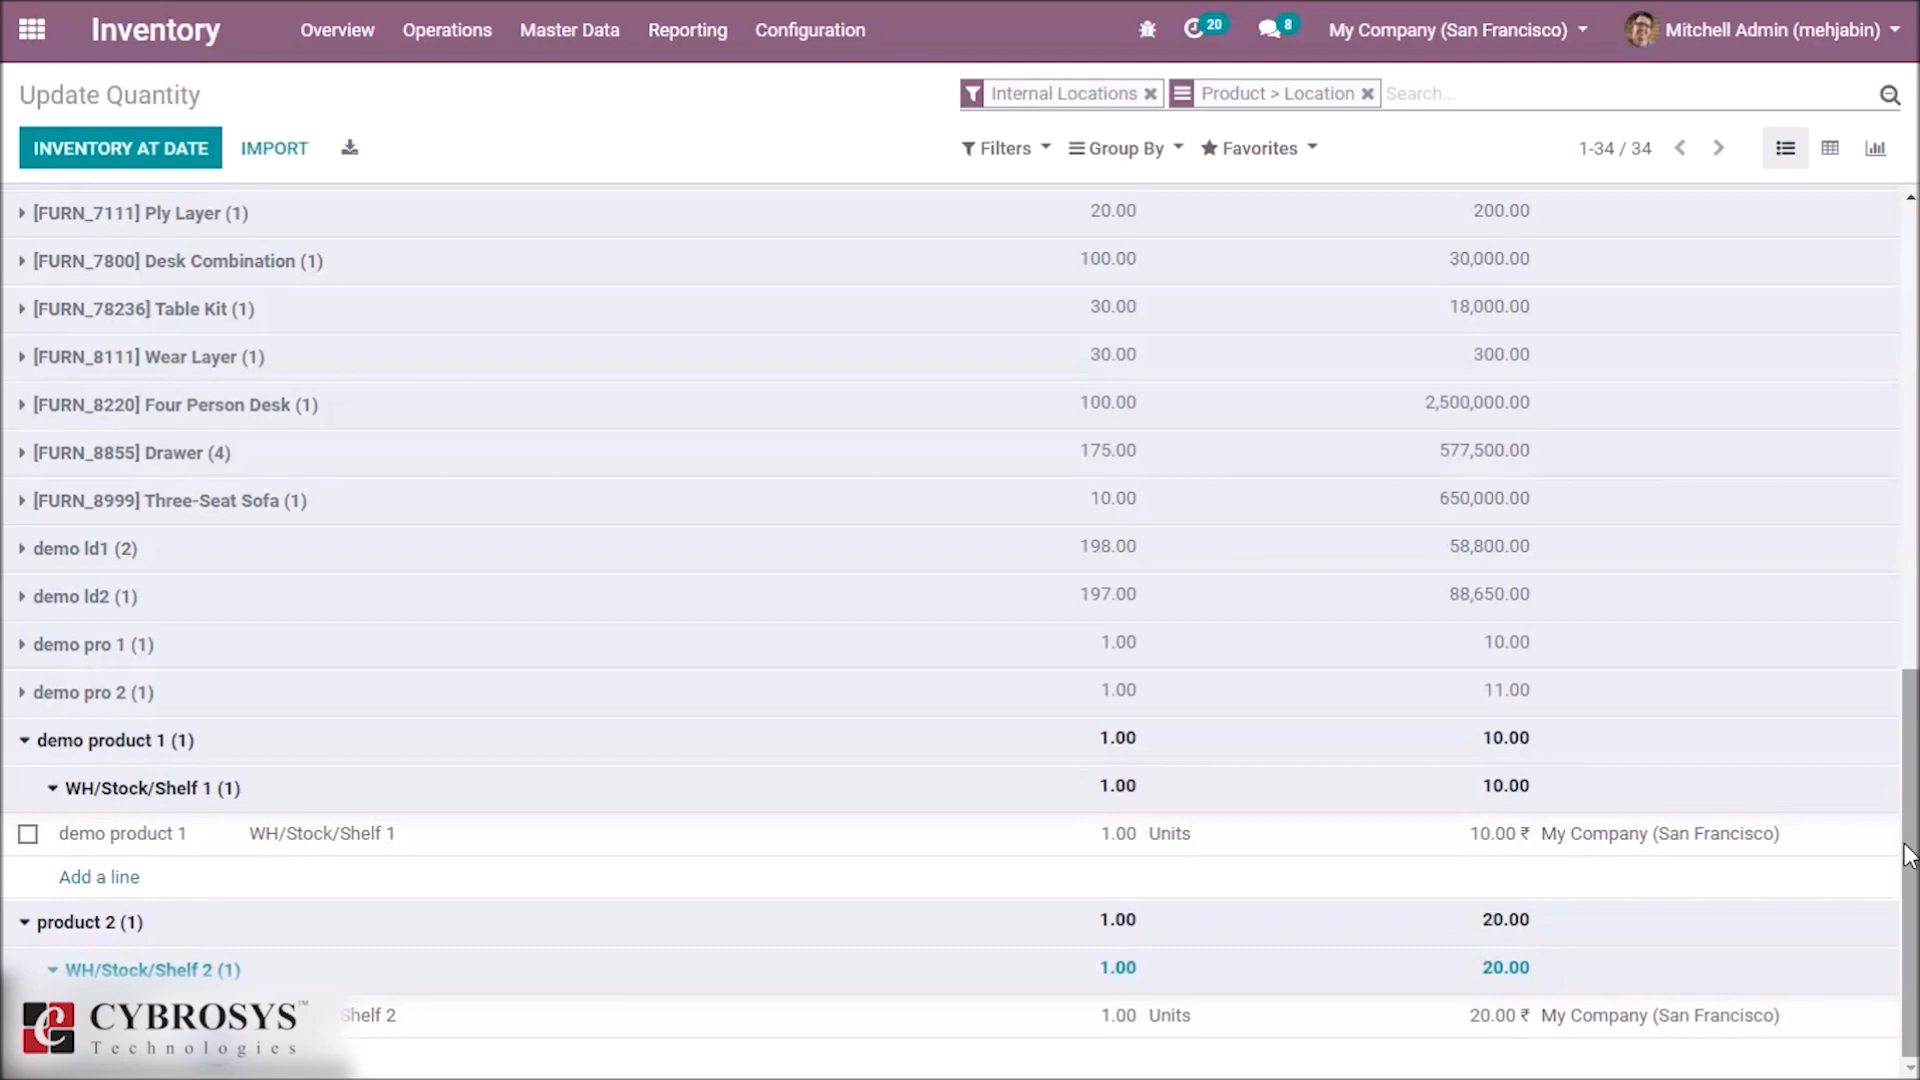 Inventory Overview Operations Master Data Reporting Configuration 20 8 My Company (San Francisco) Mitchell Admin (mehjabin)
Update Quantity Internal Locations Product > Location Search...
INVENTORY AT DATE IMPORT Filters Group By Favorites 1-34 / 34
[FURN_7111] Ply Layer (1) 20.00 200.00
[FURN_7800] Desk Combination (1) 100.00 30,000.00
[FURN_78236] Table Kit (1) 30.00 18,000.00
[FURN_8111] Wear Layer (1) 30.00 300.00
[FURN_8220] Four Person Desk (1) 100.00 2,500,000.00
[FURN_8855] Drawer (4) 175.00 577,500.00
[FURN_8999] Three-Seat Sofa (1) 10.00 650,000.00
demo ld1 (2) 198.00 58,800.00
demo ld2 (1) 197.00 88,650.00
demo pro 1 (1) 1.00 10.00
demo pro 2 (1) 1.00 11.00
demo product 1 (1) 1.00 10.00
WH/Stock/Shelf 1 (1) 1.00 10.00
demo product 1 WH/Stock/Shelf 1 1.00 Units 10.00 ₹ My Company (San Francisco)
Add a line
product 2 (1) 1.00 20.00
WH/Stock/Shelf 2 (1) 1.00 20.00
Shelf 2 1.00 Units 20.00 ₹ My Company (San Francisco)
CYBROSYS™
Technologies